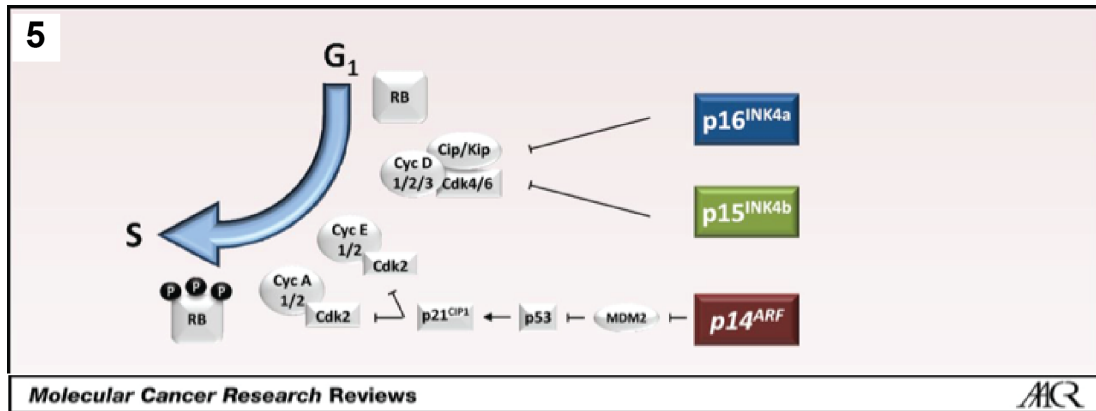 5
G1
RB
Cip/Kip
Cyc D
1/2/3
Cdk4/6
p16INK4a
p15INK4b
S
Cyc E
1/2
Cdk2
Cyc A
1/2
Cdk2
P P P
RB
p21CIP1
p53
MDM2
p14ARF
Molecular Cancer Research Reviews
AACR